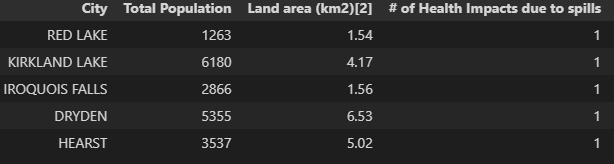 City Total Population Land area (km2)[2] # of Health Impacts due to spills
RED LAKE 1263 1.54 1
KIRKLAND LAKE 6180 4.17 1
IROQUOIS FALLS 2866 1.56 1
DRYDEN 5355 6.53 1
HEARST 3537 5.02 1